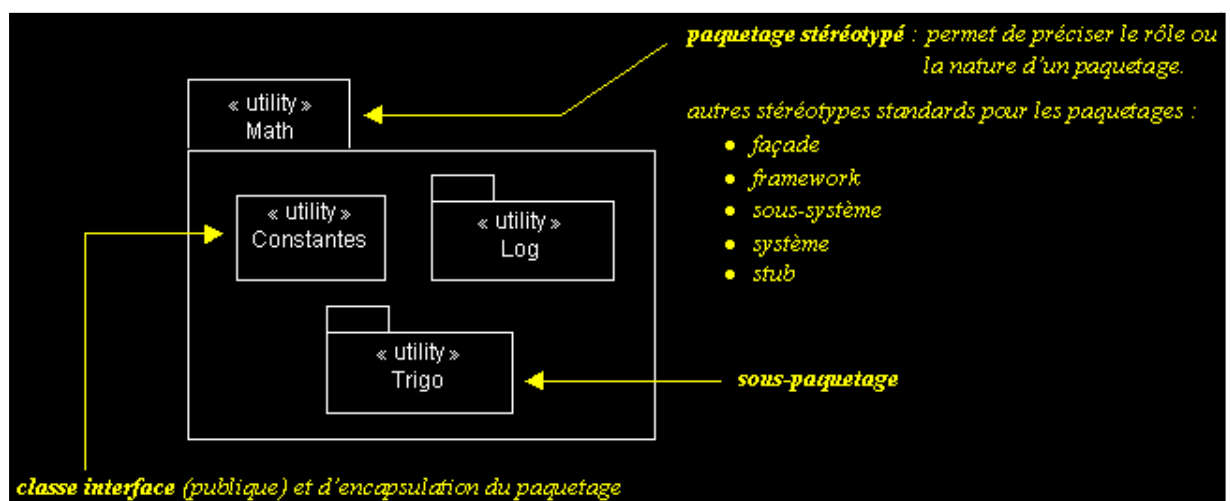 paquetage stéréotypé : permet de préciser le rôle ou
la nature d'un paquetage.
« utility »
Math
autres stéréotypes standards pour les paquetages :
• façade
• framework
• sous-système
• système
• stub
« utility »
Constantes
« utility »
Log
« utility »
Trigo
sous-paquetage
classe interface (publique) et d'encapsulation du paquetage